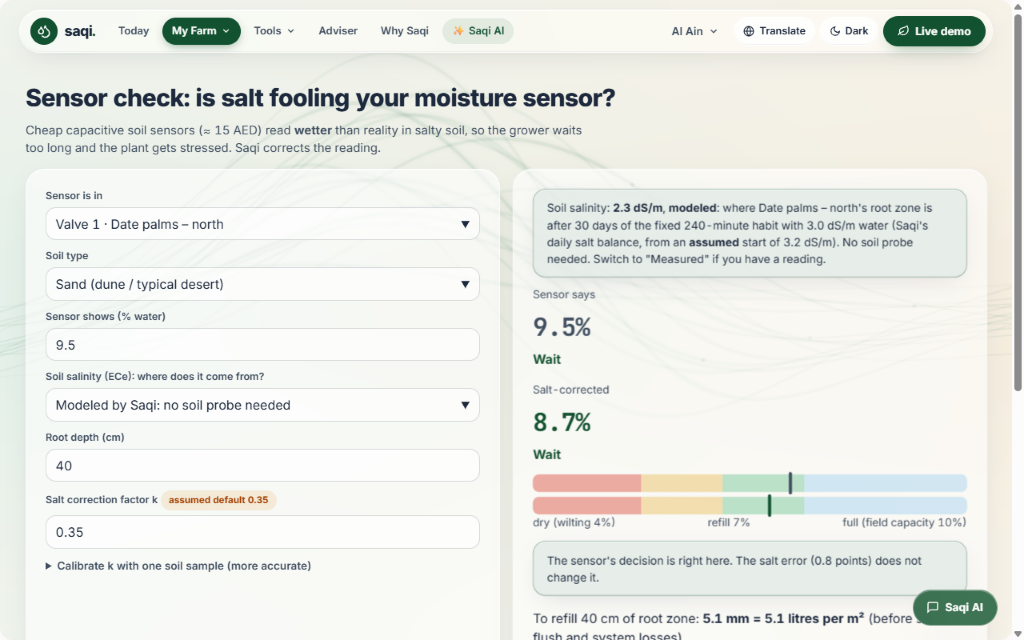 saqi.
Today
My Farm
Tools
Adviser
Why Saqi
✨ Saqi AI
Al Ain
Translate
Dark
Live demo
Sensor check: is salt fooling your moisture sensor?
Cheap capacitive soil sensors (≈ 15 AED) read wetter than reality in salty soil, so the grower waits
too long and the plant gets stressed. Saqi corrects the reading.
Sensor is in
Valve 1 · Date palms – north
Soil type
Sand (dune / typical desert)
Sensor shows (% water)
9.5
Soil salinity (ECe): where does it come from?
Modeled by Saqi: no soil probe needed
Root depth (cm)
40
Salt correction factor k assumed default 0.35
0.35
Calibrate k with one soil sample (more accurate)
Soil salinity: 2.3 dS/m, modeled: where Date palms – north's root zone is
after 30 days of the fixed 240-minute habit with 3.0 dS/m water (Saqi's
daily salt balance, from an assumed start of 3.2 dS/m). No soil probe
needed. Switch to "Measured" if you have a reading.
Sensor says
9.5%
Wait
Salt-corrected
8.7%
Wait
dry (wilting 4%) refill 7% full (field capacity 10%)
The sensor's decision is right here. The salt error (0.8 points) does not
change it.
To refill 40 cm of root zone: 5.1 mm = 5.1 litres per m² (before
flush and system losses)
Saqi AI